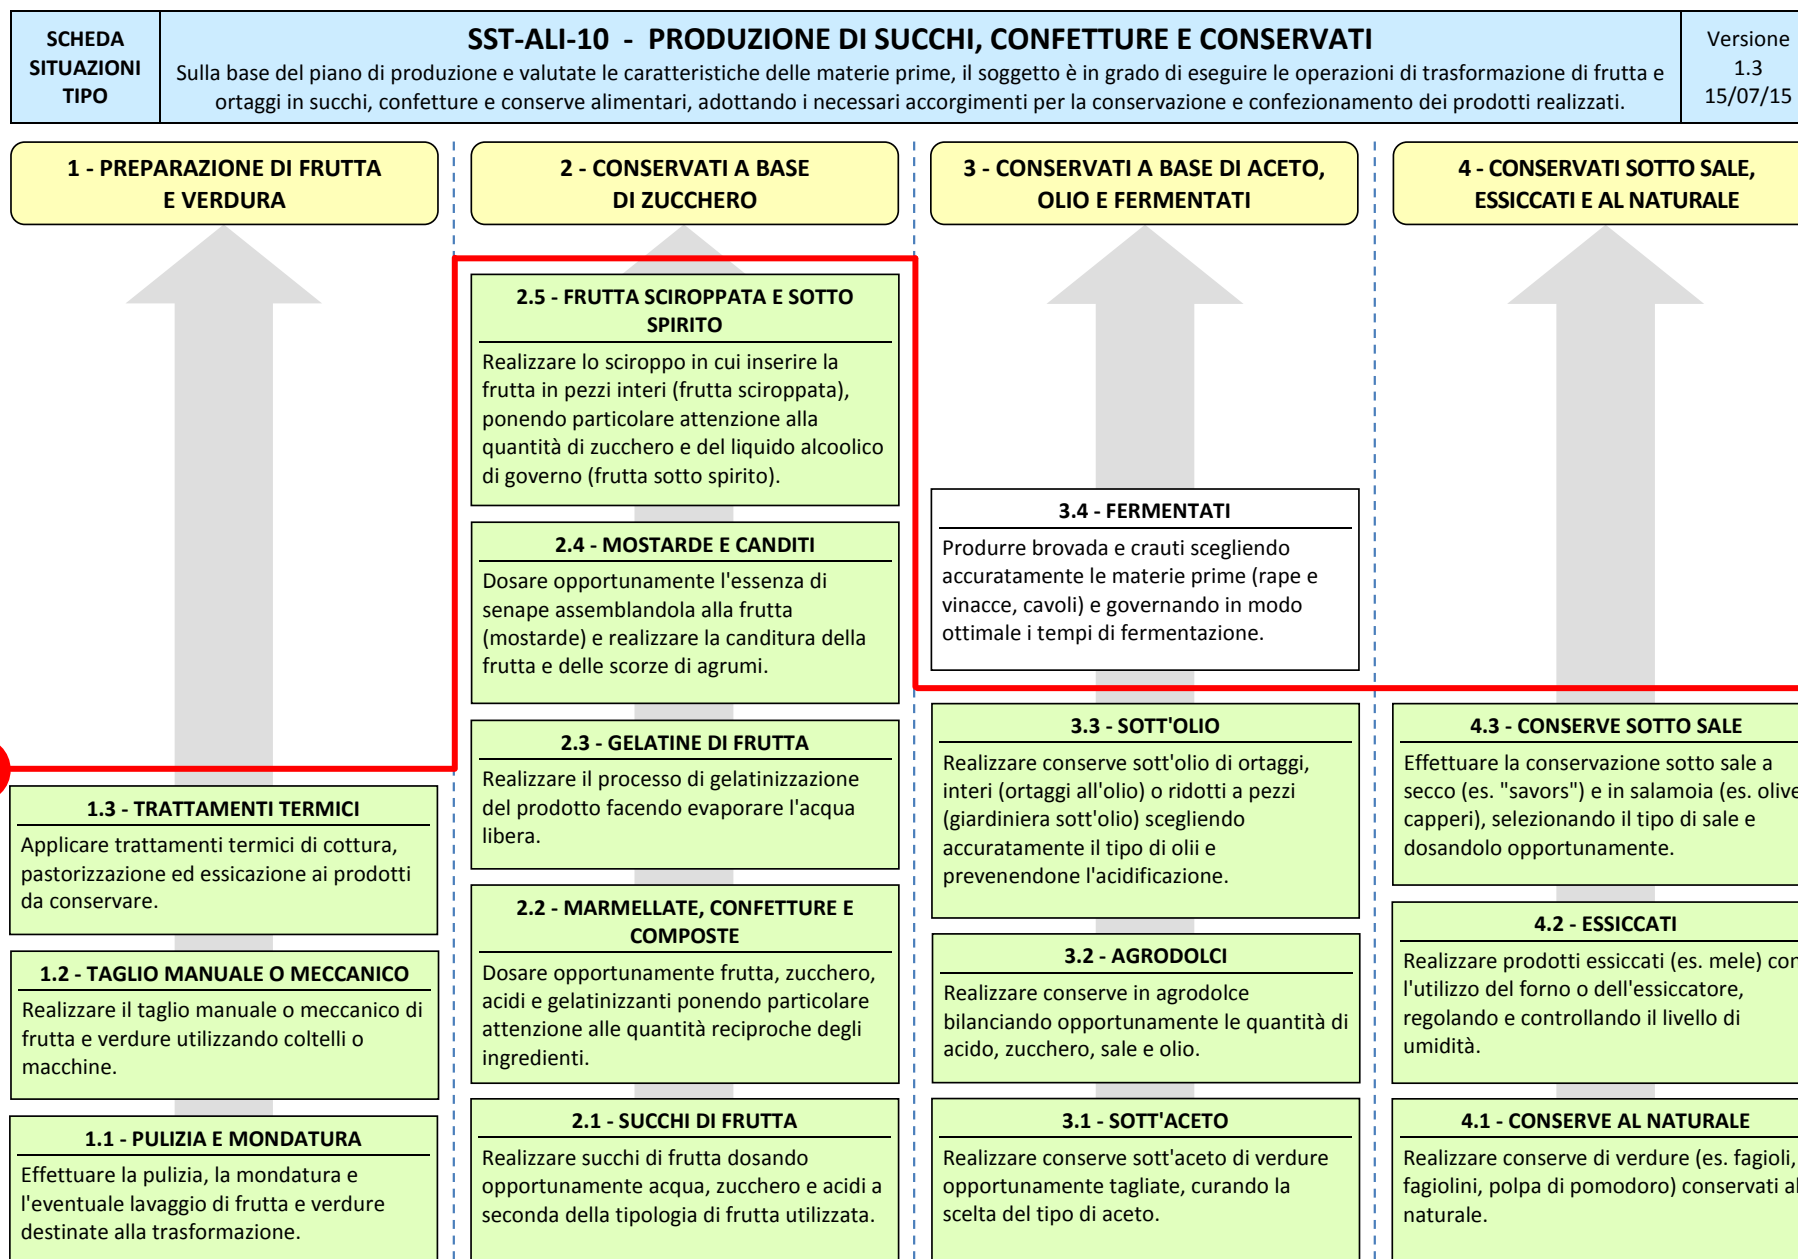 SCHEDA
SITUAZIONI
TIPO
SST-ALI-10 - PRODUZIONE DI SUCCHI, CONFETTURE E CONSERVATI
Sulla base del piano di produzione e valutate le caratteristiche delle materie prime, il soggetto è in grado di eseguire le operazioni di trasformazione di frutta e
ortaggi in succhi, confetture e conserve alimentari, adottando i necessari accorgimenti per la conservazione e confezionamento dei prodotti realizzati.
Versione
1.3
15/07/15
1 - PREPARAZIONE DI FRUTTA
E VERDURA
1.3 - TRATTAMENTI TERMICI
Applicare trattamenti termici di cottura,
pastorizzazione ed essicazione ai prodotti
da conservare.
1.2 - TAGLIO MANUALE O MECCANICO
Realizzare il taglio manuale o meccanico di
frutta e verdure utilizzando coltelli o
macchine.
1.1 - PULIZIA E MONDATURA
Effettuare la pulizia, la mondatura e
l'eventuale lavaggio di frutta e verdure
destinate alla trasformazione.
2 - CONSERVATI A BASE
DI ZUCCHERO
2.5 - FRUTTA SCIROPPATA E SOTTO
SPIRITO
Realizzare lo sciroppo in cui inserire la
frutta in pezzi interi (frutta sciroppata),
ponendo particolare attenzione alla
quantità di zucchero e del liquido alcoolico
di governo (frutta sotto spirito).
2.4 - MOSTARDE E CANDITI
Dosare opportunamente l'essenza di
senape assemblandola alla frutta
(mostarde) e realizzare la canditura della
frutta e delle scorze di agrumi.
2.3 - GELATINE DI FRUTTA
Realizzare il processo di gelatinizzazione
del prodotto facendo evaporare l'acqua
libera.
2.2 - MARMELLATE, CONFETTURE E
COMPOSTE
Dosare opportunamente frutta, zucchero,
acidi e gelatinizzanti ponendo particolare
attenzione alle quantità reciproche degli
ingredienti.
2.1 - SUCCHI DI FRUTTA
Realizzare succhi di frutta dosando
opportunamente acqua, zucchero e acidi a
seconda della tipologia di frutta utilizzata.
3 - CONSERVATI A BASE DI ACETO,
OLIO E FERMENTATI
3.4 - FERMENTATI
Produrre brovada e crauti scegliendo
accuratamente le materie prime (rape e
vinacce, cavoli) e governando in modo
ottimale i tempi di fermentazione.
3.3 - SOTT'OLIO
Realizzare conserve sott'olio di ortaggi,
interi (ortaggi all'olio) o ridotti a pezzi
(giardiniera sott'olio) scegliendo
accuratamente il tipo di olii e
prevenendone l'acidificazione.
3.2 - AGRODOLCI
Realizzare conserve in agrodolce
bilanciando opportunamente le quantità di
acido, zucchero, sale e olio.
3.1 - SOTT'ACETO
Realizzare conserve sott'aceto di verdure
opportunamente tagliate, curando la
scelta del tipo di aceto.
4 - CONSERVATI SOTTO SALE,
ESSICCATI E AL NATURALE
4.3 - CONSERVE SOTTO SALE
Effettuare la conservazione sotto sale a
secco (es. "savors") e in salamoia (es. olive
capperi), selezionando il tipo di sale e
dosandolo opportunamente.
4.2 - ESSICCATI
Realizzare prodotti essiccati (es. mele) con
l'utilizzo del forno o dell'essiccatore,
regolando e controllando il livello di
umidità.
4.1 - CONSERVE AL NATURALE
Realizzare conserve di verdure (es. fagioli,
fagiolini, polpa di pomodoro) conservati al
naturale.